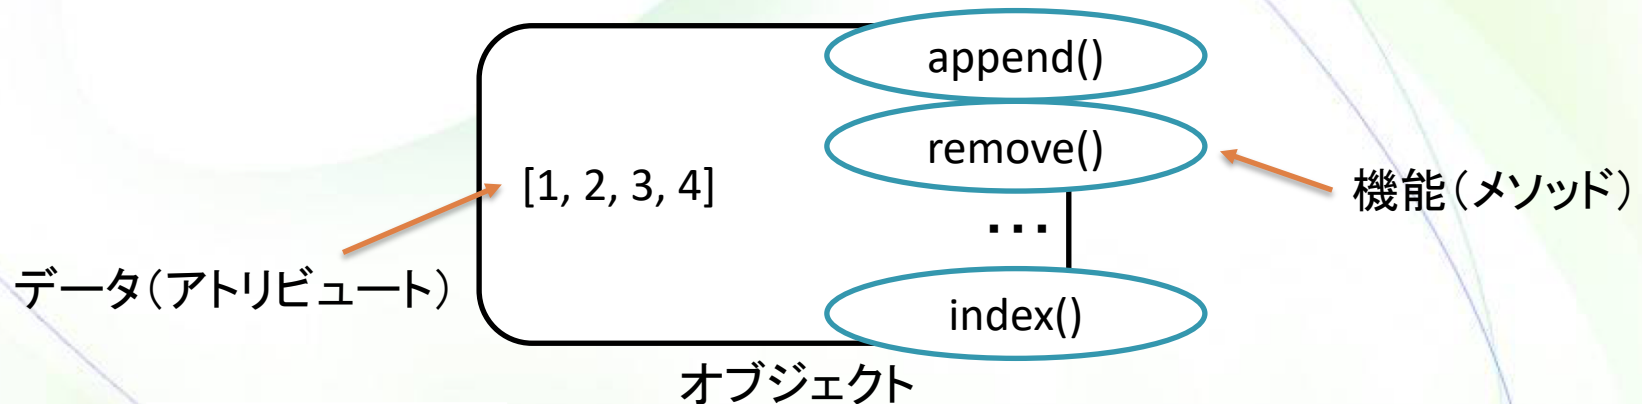 append()
remove()
[1, 2, 3, 4]
機能（メソッド）
...
データ（アトリビュート）
index()
オブジェクト